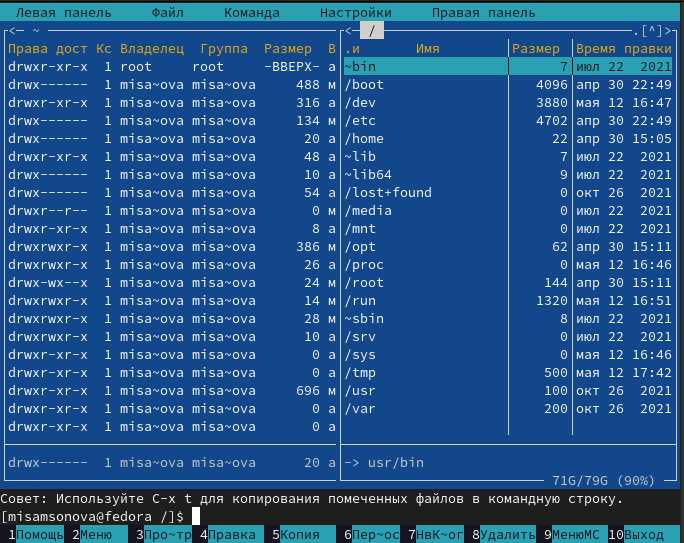 Левая панель Файл Команда Настройки Правая панель
<─ ~ <─ / .[^]>
Права дост Кс Владелец Группа Размер В .и Имя Размер Время правки
drwxr-xr-x 1 root root -ВВЕРХ- а ~bin 7 июл 22 2021
drwx------ 1 misa~ova misa~ova 488 м /boot 4096 апр 30 22:49
drwxr-xr-x 1 misa~ova misa~ova 316 а /dev 3880 мая 12 16:47
drwx------ 1 misa~ova misa~ova 134 м /etc 4702 апр 30 22:49
drwx------ 1 misa~ova misa~ova 20 а /home 22 апр 30 15:05
drwxr-xr-x 1 misa~ova misa~ova 48 а ~lib 7 июл 22 2021
drwx------ 1 misa~ova misa~ova 10 а ~lib64 9 июл 22 2021
drwx------ 1 misa~ova misa~ova 54 а /lost+found 0 окт 26 2021
drwxr--r-- 1 misa~ova misa~ova 0 м /media 0 июл 22 2021
drwxr-xr-x 1 misa~ova misa~ova 8 а /mnt 0 июл 22 2021
drwxrwxr-x 1 misa~ova misa~ova 386 м /opt 62 апр 30 15:11
drwxrwxr-x 1 misa~ova misa~ova 26 а /proc 0 мая 12 16:46
drwx-wx--x 1 misa~ova misa~ova 24 м /root 144 апр 30 15:11
drwxr-xr-x 1 misa~ova misa~ova 14 м /run 1320 мая 12 16:51
drwxrwxr-x 1 misa~ova misa~ova 28 м ~sbin 8 июл 22 2021
drwxr-xr-x 1 misa~ova misa~ova 10 а /srv 0 июл 22 2021
drwxr-xr-x 1 misa~ova misa~ova 0 а /sys 0 мая 12 16:46
drwxr-xr-x 1 misa~ova misa~ova 0 а /tmp 500 мая 12 17:42
drwxr-xr-x 1 misa~ova misa~ova 696 м /usr 100 окт 26 2021
drwxr-xr-x 1 misa~ova misa~ova 0 а /var 200 окт 26 2021
drwxr-xr-x 1 misa~ova misa~ova 0 а
drwx------ 1 misa~ova misa~ova 20 а -> usr/bin
71G/79G (90%)
Совет: Используйте C-x t для копирования помеченных файлов в командную строку.
[misamsonova@fedora /]$
1Помощь 2Меню 3Про~тр 4Правка 5Копия 6Пер~ос 7НвК~ог 8Удалить 9МенюMC 10Выход